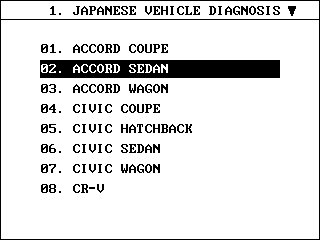 1. JAPANESE VEHICLE DIAGNOSIS ▼
01. ACCORD COUPE
02. ACCORD SEDAN
03. ACCORD WAGON
04. CIVIC COUPE
05. CIVIC HATCHBACK
06. CIVIC SEDAN
07. CIVIC WAGON
08. CR-V